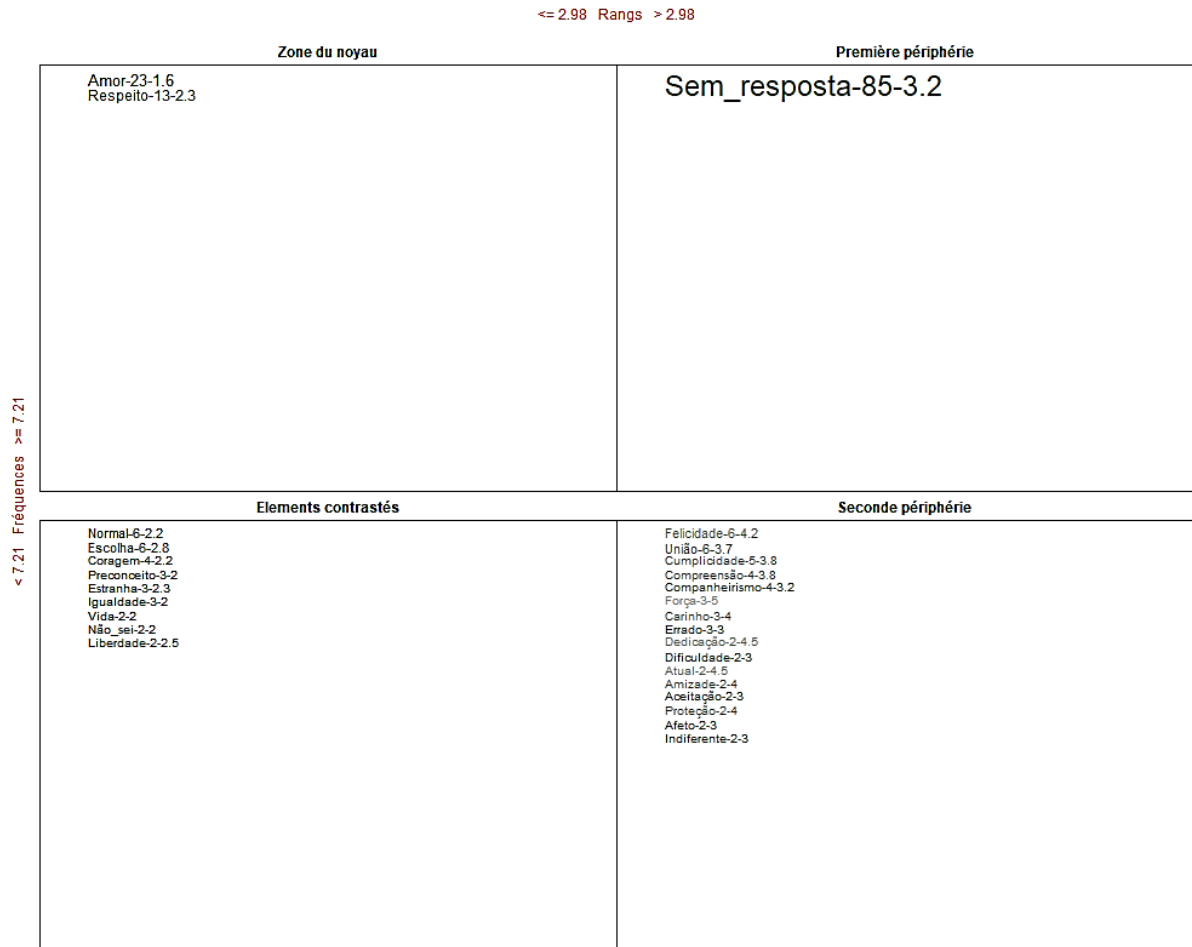 <= 2.98 Rangs > 2.98
Zone du noyau
Amor-23-1.6
Respeito-13-2.3
Première périphérie
Sem_resposta-85-3.2
< 7.21 Fréquences >= 7.21
Elements contrastés
Normal-6-2.2
Escolha-6-2.8
Coragem-4-2.2
Preconceito-3-2
Estranha-3-2.3
Igualdade-3-2
Vida-2-2
Não_sei-2-2
Liberdade-2-2.5
Seconde périphérie
Felicidade-6-4.2
União-6-3.7
Cumplicidade-5-3.8
Compreensão-4-3.8
Companheirismo-4-3.2
Força-3-5
Carinho-3-4
Errado-3-3
Dedicação-2-4.5
Dificuldade-2-3
Atual-2-4.5
Amizade-2-4
Aceitação-2-3
Proteção-2-4
Afeto-2-3
Indiferente-2-3